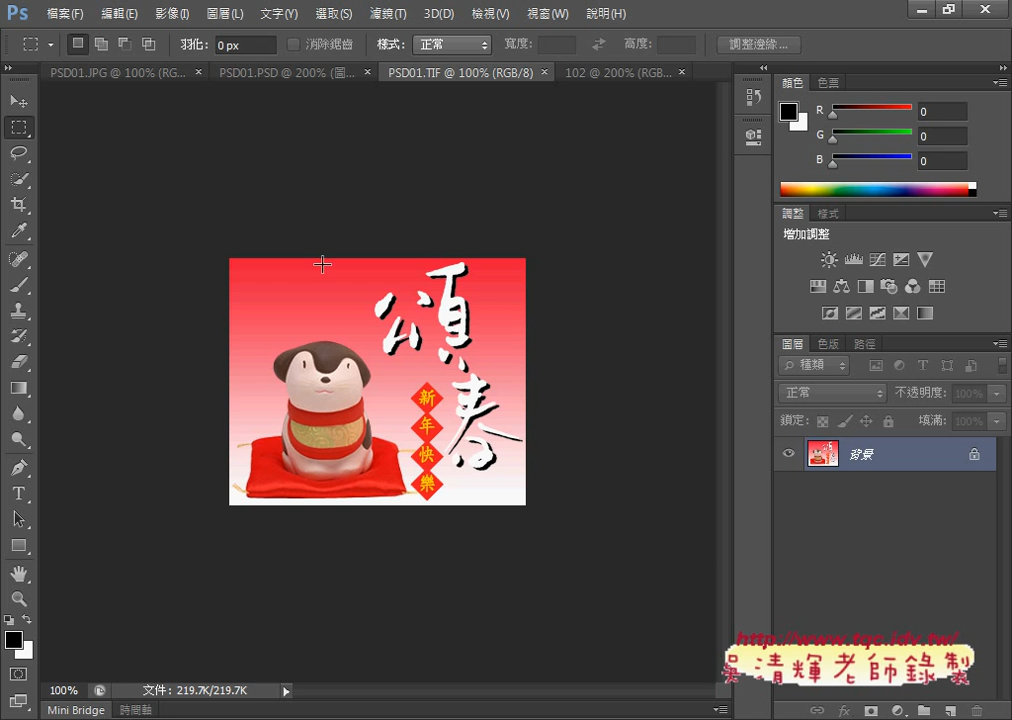 Ps 檔案(F) 編輯(E) 影像(I) 圖層(L) 文字(Y) 選取(S) 濾鏡(T) 3D(D) 檢視(V) 視窗(W) 說明(H)
羽化: 0 px 消除鋸齒 樣式: 正常 寬度: 高度: 調整邊緣...
PSD01.JPG @ 100% (RG... × PSD01.PSD @ 200% (圖... × PSD01.TIF @ 100% (RGB/8) × 102 @ 200% (RGB... ×
顏色 色票
R 0
G 0
B 0
調整 樣式
增加調整
頌
春
新
年
快
樂
圖層 色版 路徑
種類
正常 不透明度: 100%
鎖定: 填滿: 100%
背景
http://www.tqc.idv.tw/
吳清輝老師錄製
100% 文件: 219.7K/219.7K
Mini Bridge 時間軸